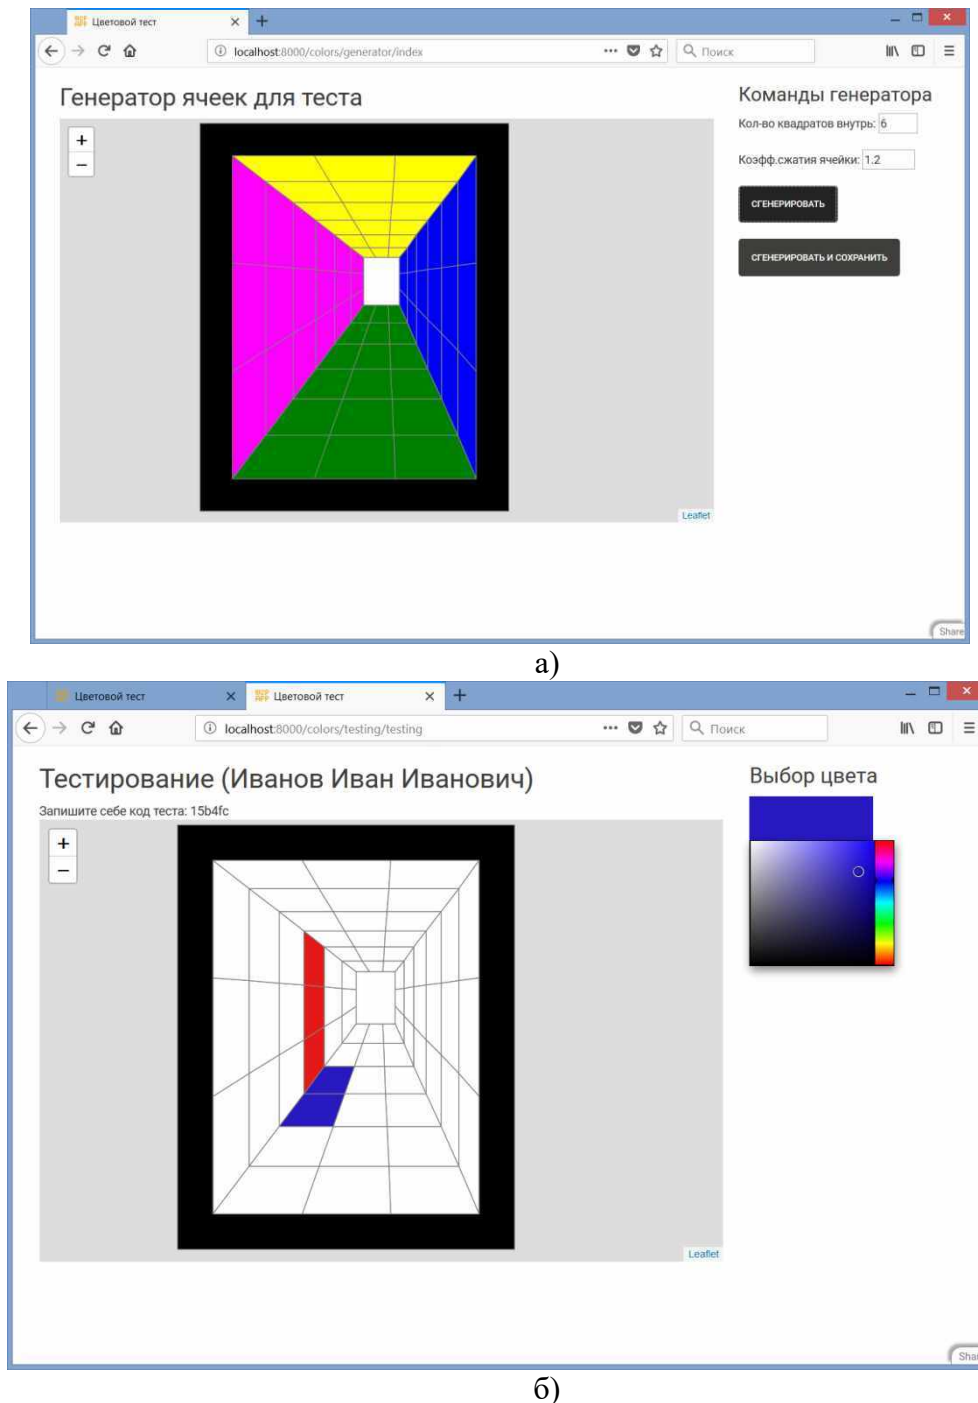 Цветовой тест
localhost:8000/colors/generator/index
Поиск
Генератор ячеек для теста
Команды генератора
Кол-во квадратов внутрь: 6
+
−
Коэфф.сжатия ячейки: 1.2
СГЕНЕРИРОВАТЬ
СГЕНЕРИРОВАТЬ И СОХРАНИТЬ
Leaflet
Share
а)
Цветовой тест
Цветовой тест
localhost:8000/colors/testing/testing
Поиск
Тестирование (Иванов Иван Иванович)
Выбор цвета
Запишите себе код теста: 15b4fc
+
−
Leaflet
Shar
б)